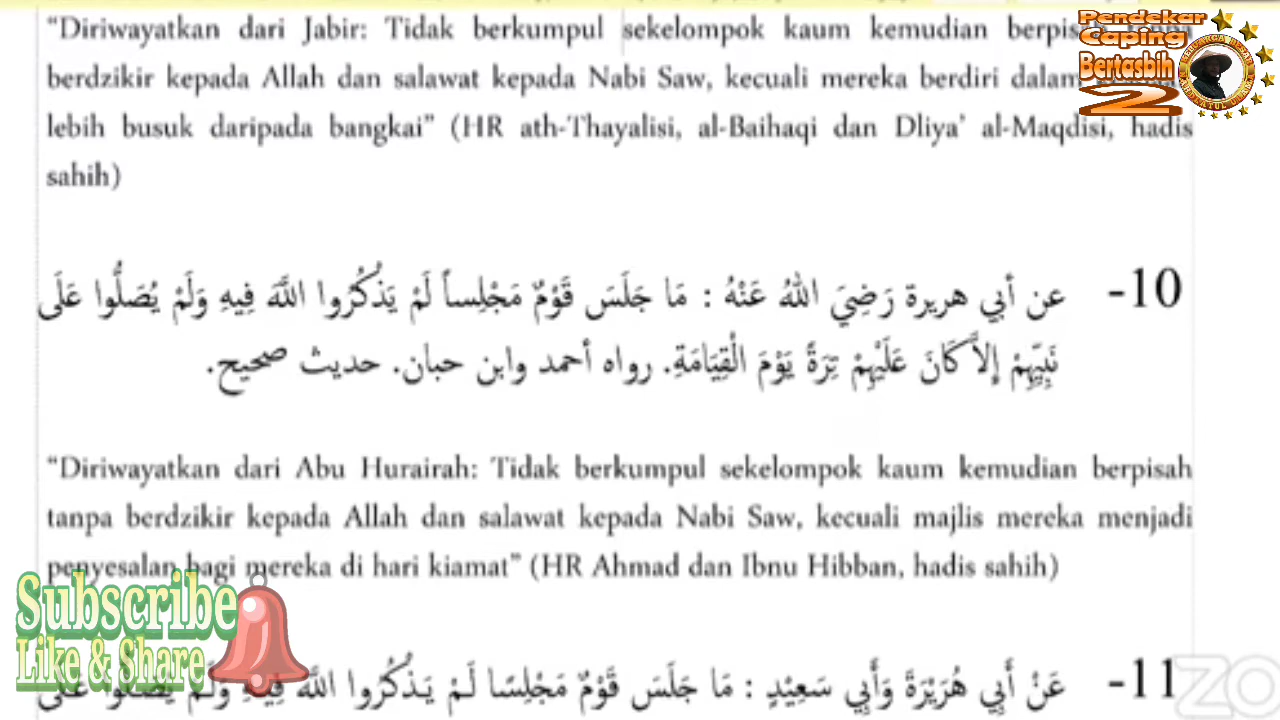 “Diriwayatkan dari Jabir: Tidak berkumpul sekelompok kaum kemudian
berdzikir kepada Allah dan salawat kepada Nabi Saw, kecuali mereka berdiri
lebih busuk daripada bangkai” (HR ath-Thayalisi, al-Baihaqi dan Dliya’ al-Maqdisi, hadis
sahih)
Pendekar
Caping
Bertasbih
2
10- عن أبي هريرة رَضِيَ اللهُ عَنْهُ : مَا جَلَسَ قَوْمٌ مَجْلِساً لَمْ يَذْكُرُوا اللَّهَ فِيهِ وَلَمْ يُصَلُّوا عَلَى
نَبِيِّهِمْ إِلاَّ كَانَ عَلَيْهِمْ تِرَةً يَوْمَ الْقِيَامَةِ. رواه أحمد وابن حبان. حديث صحيح.
“Diriwayatkan dari Abu Hurairah: Tidak berkumpul sekelompok kaum kemudian berpisah
tanpa berdzikir kepada Allah dan salawat kepada Nabi Saw, kecuali majlis mereka menjadi
penyesalan bagi mereka di hari kiamat” (HR Ahmad dan Ibnu Hibban, hadis sahih)
Subscribe
Like & Share
11- عَنْ أَبِي هُرَيْرَةَ وَأَبِي سَعِيْدٍ : مَا جَلَسَ قَوْمٌ مَجْلِسًا لَمْ يَذْكُرُوا اللَّهَ فِيهِ وَلَمْ يُصَلُّوا عَلَى